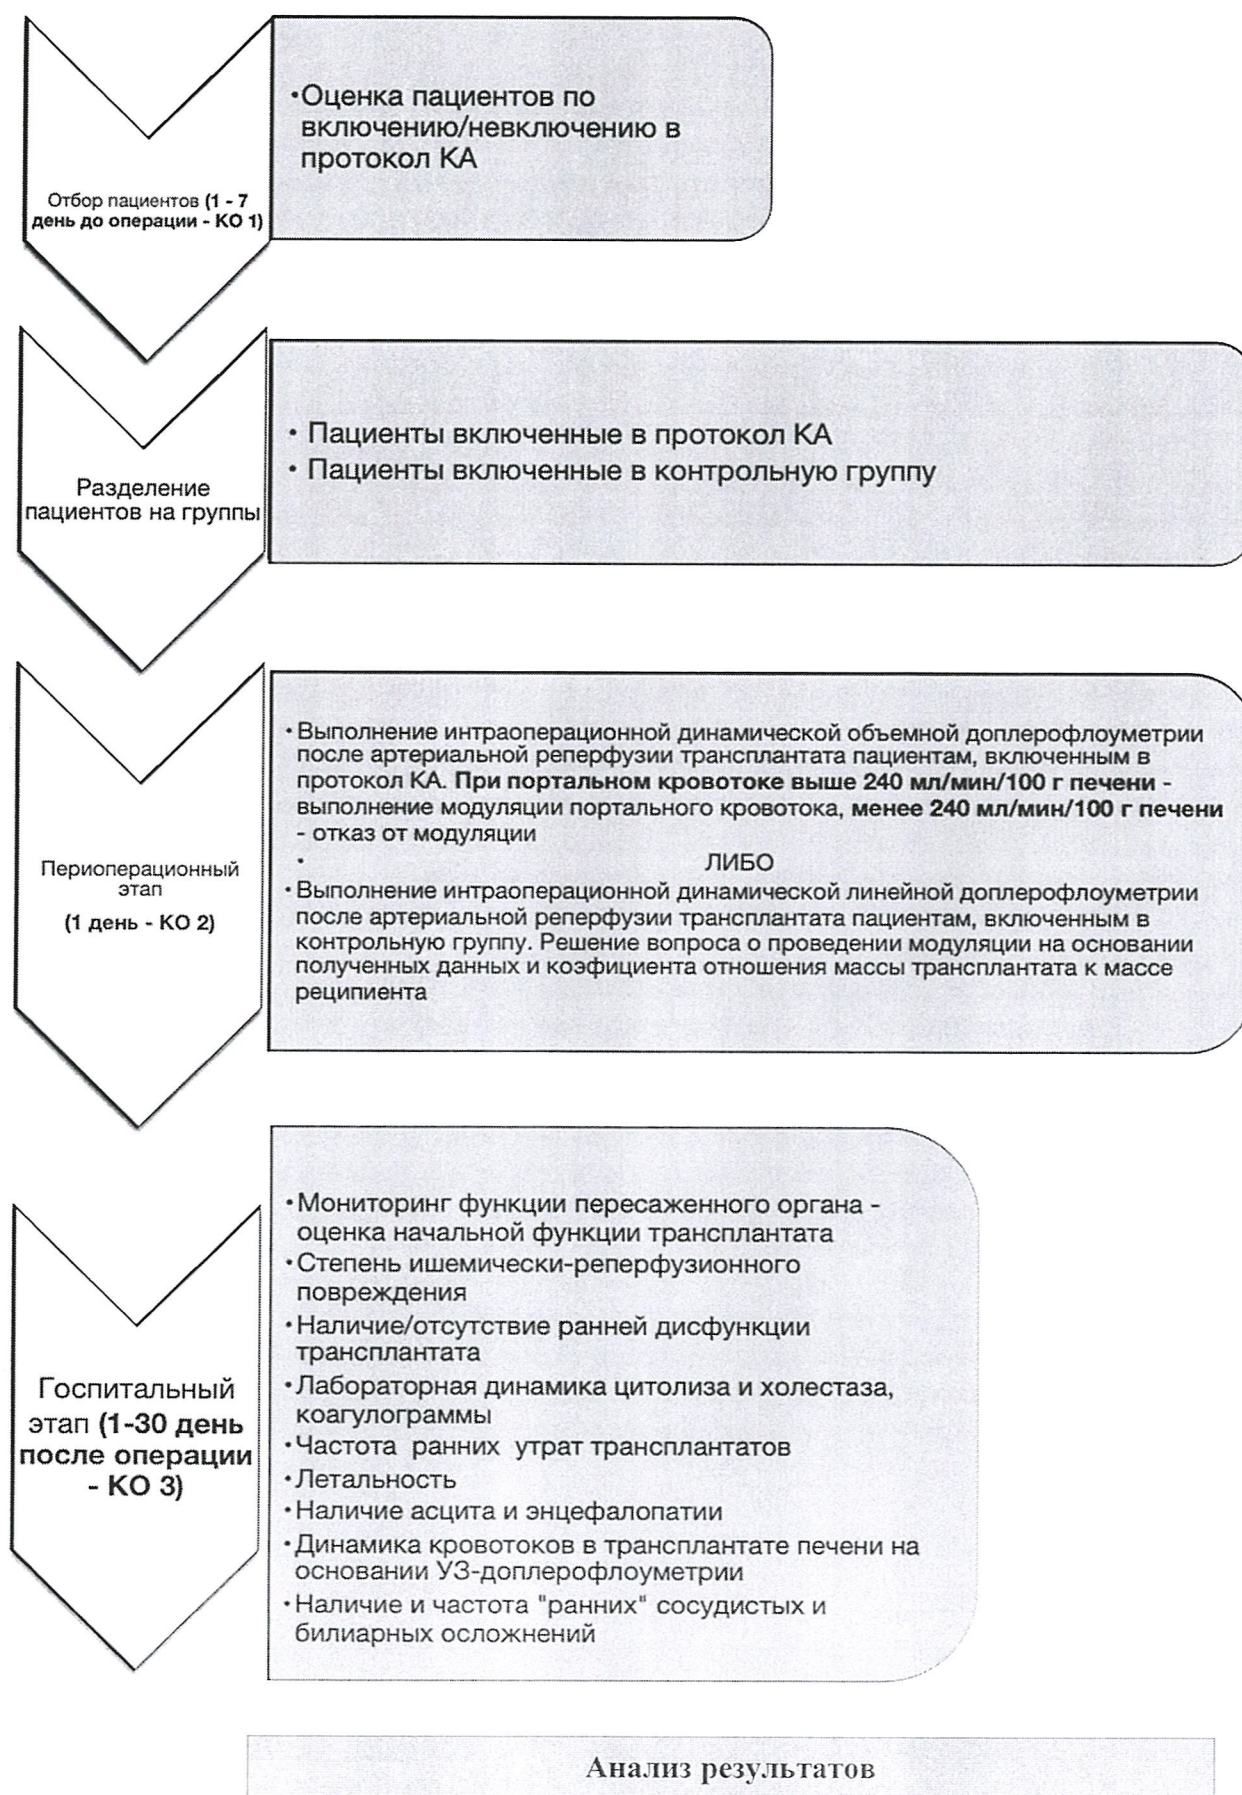 •Оценка пациентов по
включению/невключению в
протокол КА
Отбор пациентов (1 - 7
день до операции - КО 1)
• Пациенты включенные в протокол КА
• Пациенты включенные в контрольную группу
Разделение
пациентов на группы
• Выполнение интраоперационной динамической объемной доплерофлоуметрии
после артериальной реперфузии трансплантата пациентам, включенным в
протокол КА. При портальном кровотоке выше 240 мл/мин/100 г печени -
выполнение модуляции портального кровотока, менее 240 мл/мин/100 г печени
- отказ от модуляции
• ЛИБО
• Выполнение интраоперационной динамической линейной доплерофлоуметрии
после артериальной реперфузии трансплантата пациентам, включенным в
контрольную группу. Решение вопроса о проведении модуляции на основании
полученных данных и коэфициента отношения массы трансплантата к массе
реципиента
Периоперационный
этап
(1 день - КО 2)
•Мониторинг функции пересаженного органа -
оценка начальной функции трансплантата
•Степень ишемически-реперфузионного
повреждения
•Наличие/отсутствие ранней дисфункции
трансплантата
•Лабораторная динамика цитолиза и холестаза,
коагулограммы
•Частота ранних утрат трансплантатов
•Летальность
•Наличие асцита и энцефалопатии
•Динамика кровотоков в трансплантате печени на
основании УЗ-доплерофлоуметрии
•Наличие и частота "ранних" сосудистых и
билиарных осложнений
Госпитальный
этап (1-30 день
после операции
- КО 3)
Анализ результатов